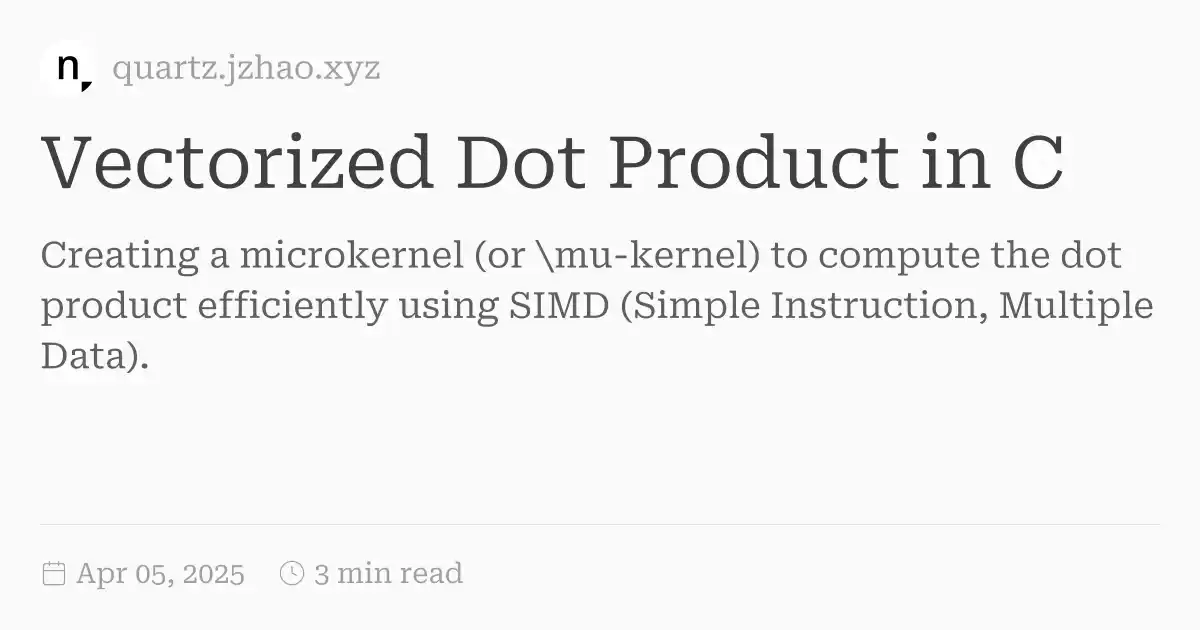 n
quartz.jzhao.xyz
Vectorized Dot Product in C
Creating a microkernel (or \mu-kernel) to compute the dot
product efficiently using SIMD (Simple Instruction, Multiple
Data).
Apr 05, 2025 3 min read